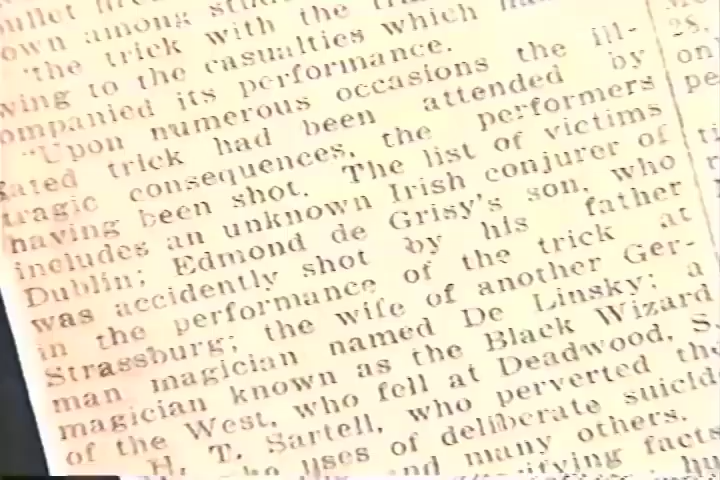 own among
"the trick with the
wing to the casualties which
ompanied its performance.
"Upon numerous occasions the ill-
gated trick had been attended by
tragic consequences, the performers
having been shot. The list of victims
includes an unknown Irish conjurer of
Dublin; Edmond de Grisy's son, who
was accidently shot by his father
in the performance of the trick at
Strassburg; the wife of another Ger-
man magician named De Linsky; a
magician known as the Black Wizard
of the West, who fell at Deadwood, S.
H. T. Sartell, who perverted the
uses of deliberate suicid
and many others.
facts
28,
on
pe